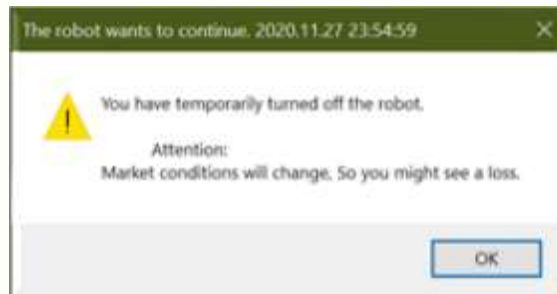 The robot wants to continue. 2020.11.27 23:54:59
You have temporarily turned off the robot.
Attention:
Market conditions will change. So you might see a loss.
OK